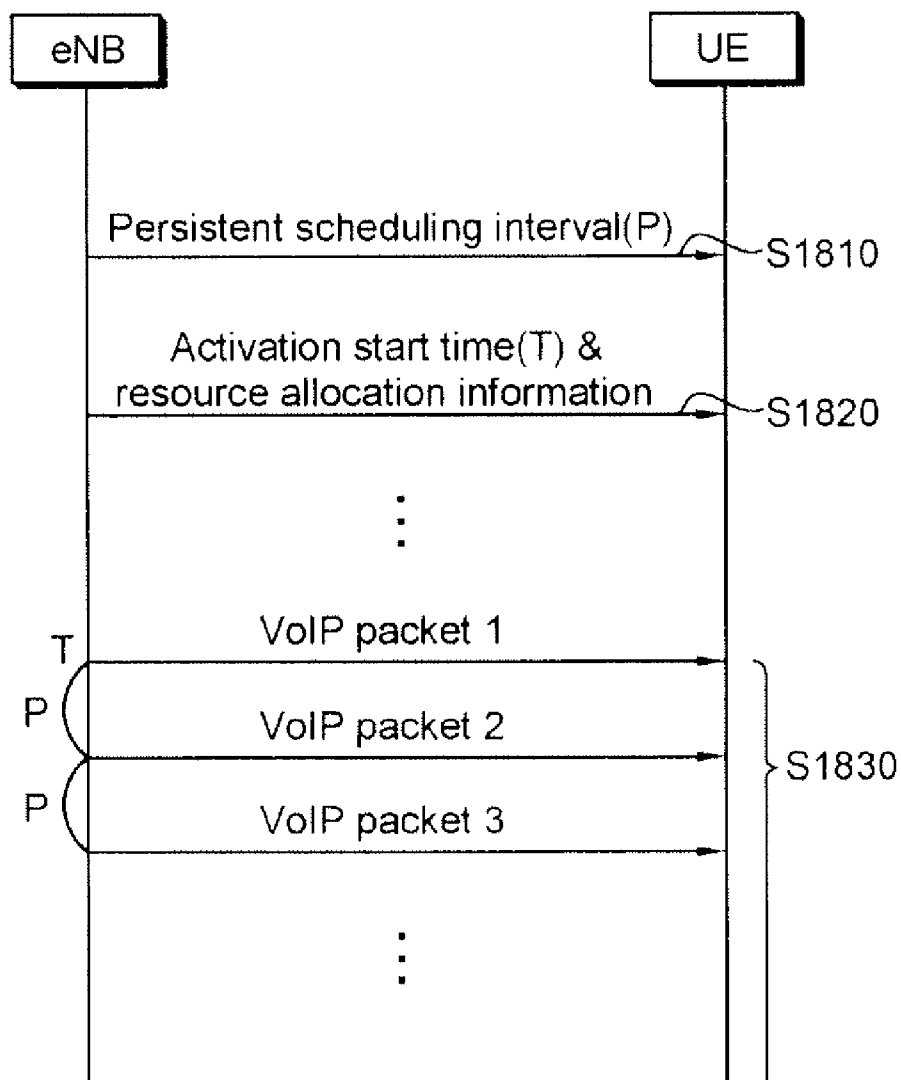 eNB
UE
Persistent scheduling interval(P)
S1810
Activation start time(T) &
resource allocation information
S1820
T
VoIP packet 1
P
VoIP packet 2
S1830
P
VoIP packet 3